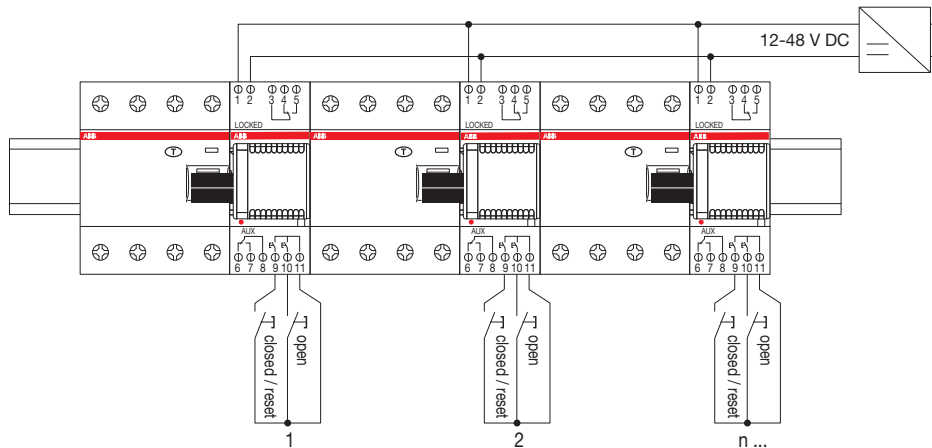 12-48 V DC
1 2 3 4 5
1 2 3 4 5
1 2 3 4 5
LOCKED
LOCKED
LOCKED
ABB ABB
ABB ABB
ABB ABB
T
T
T
AUX
AUX
AUX
6 7 8 9 10 11
6 7 8 9 10 11
6 7 8 9 10 11
closed / reset
open
closed / reset
open
closed / reset
open
1
2
n ...